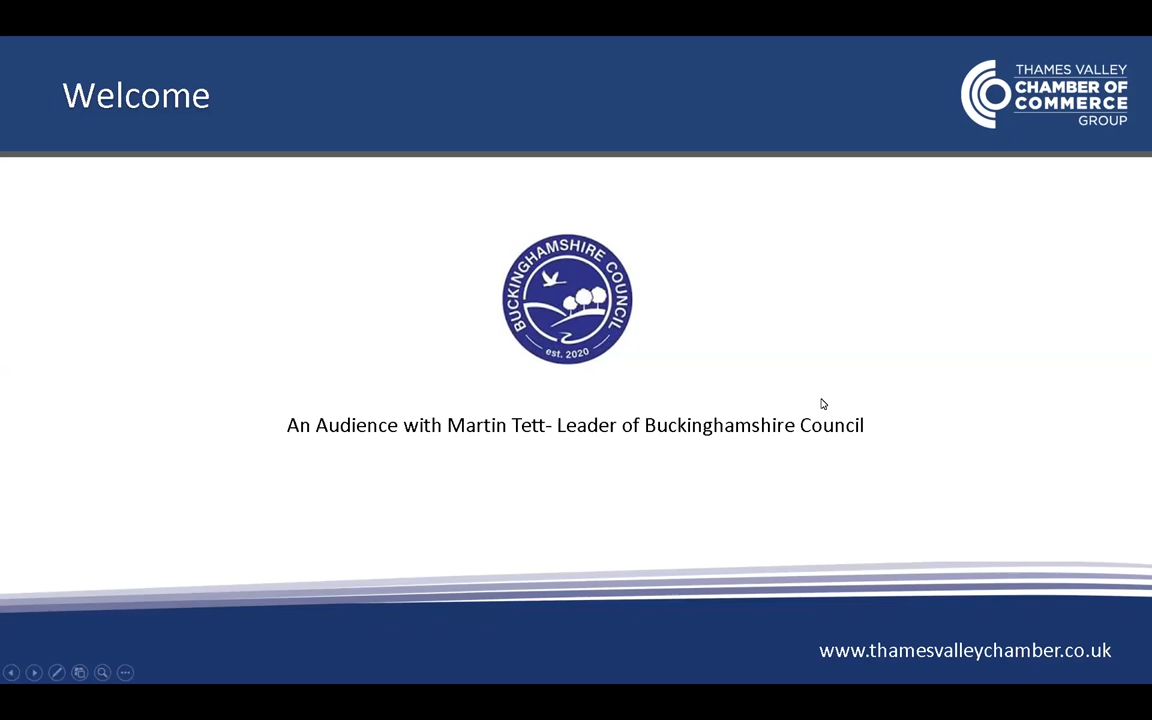 Welcome
THAMES VALLEY
CHAMBER OF
COMMERCE
GROUP
BUCKINGHAMSHIRE COUNCIL
est. 2020
An Audience with Martin Tett- Leader of Buckinghamshire Council
www.thamesvalleychamber.co.uk